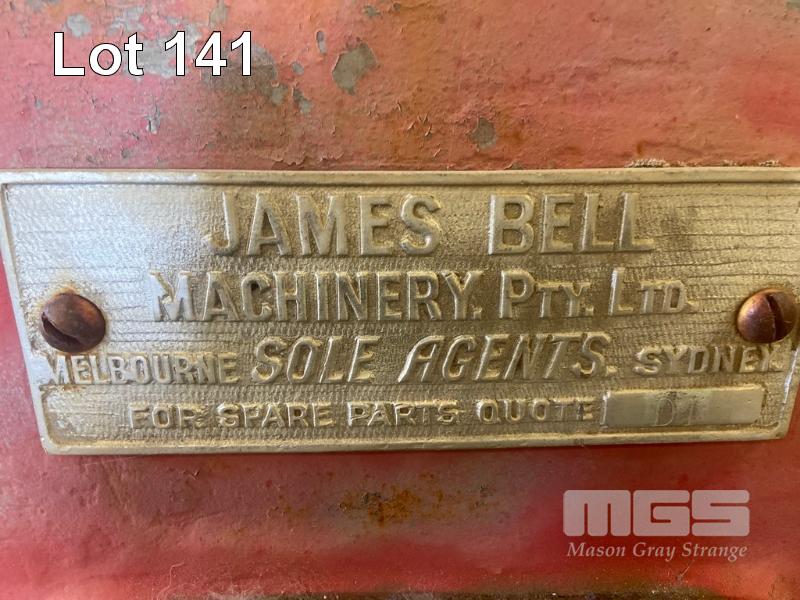 Lot 141
JAMES BELL
MACHINERY. PTY. LTD.
MELBOURNE SOLE AGENTS. SYDNEY.
FOR SPARE PARTS QUOTE
MGS
Mason Gray Strange